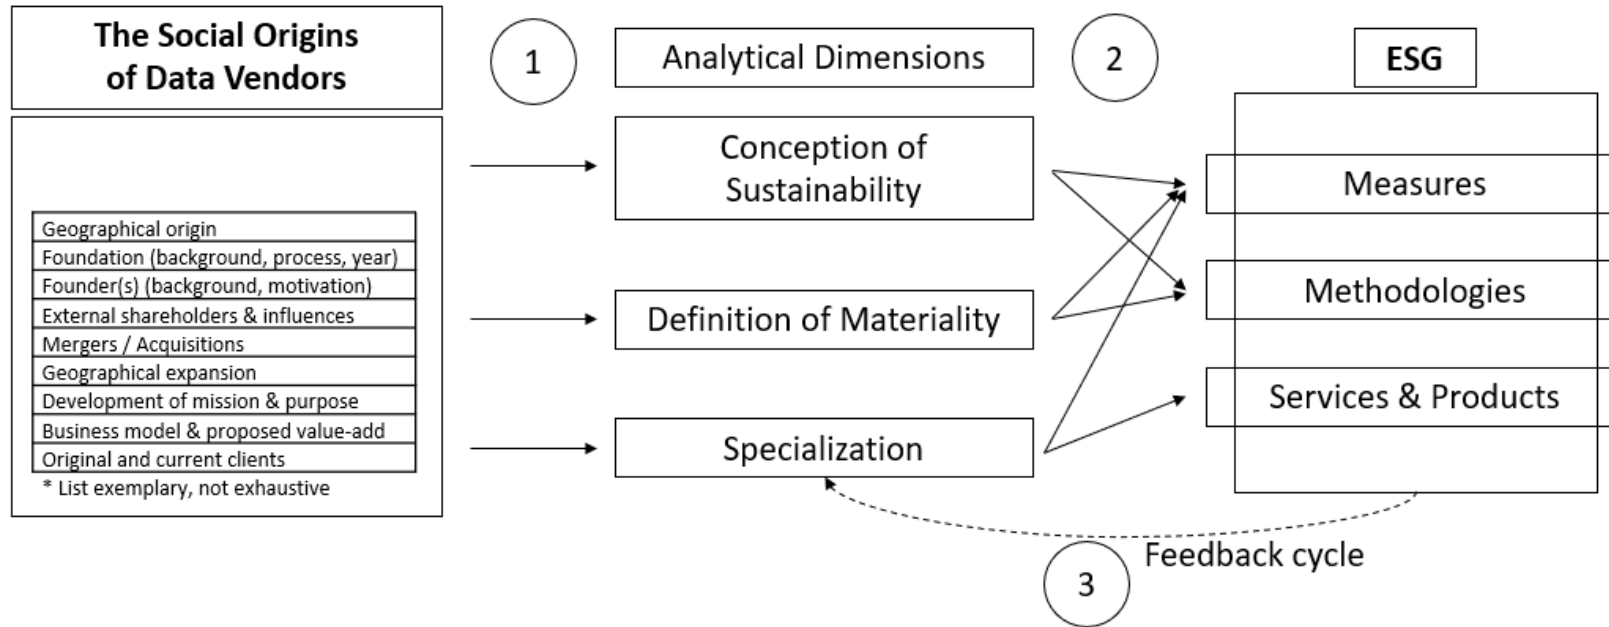 The Social Origins
of Data Vendors
1
Analytical Dimensions
2
ESG
Geographical origin
Foundation (background, process, year)
Founder(s) (background, motivation)
External shareholders & influences
Mergers / Acquisitions
Geographical expansion
Development of mission & purpose
Business model & proposed value-add
Original and current clients
* List exemplary, not exhaustive
Conception of
Sustainability
Definition of Materiality
Specialization
Measures
Methodologies
Services & Products
Feedback cycle
3